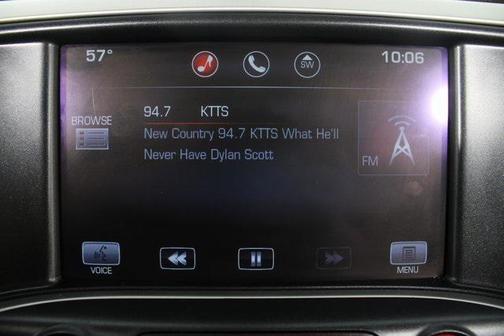 57°
SW
10:06
BROWSE
94.7 KTTS
New Country 94.7 KTTS What He'll
Never Have Dylan Scott
FM
VOICE
MENU